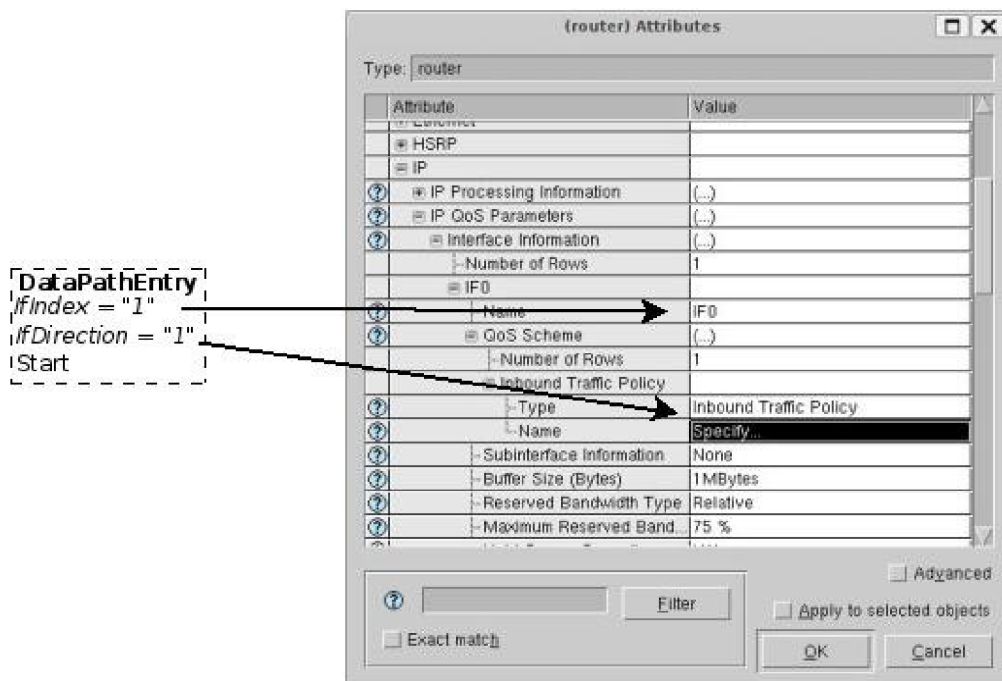 (router) Attributes
Type: router
Attribute Value
Ethernet
HSRP
IP
IP Processing Information (...)
IP QoS Parameters (...)
Interface Information (...)
Number of Rows 1
IF0
Name IF0
QoS Scheme (...)
Number of Rows 1
Inbound Traffic Policy
Type Inbound Traffic Policy
Name Specify...
Subinterface Information None
Buffer Size (Bytes) 1MBytes
Reserved Bandwidth Type Relative
Maximum Reserved Band... 75 %
DataPathEntry
IfIndex = "1"
IfDirection = "1"
Start
Advanced
Filter
Apply to selected objects
Exact match
OK Cancel